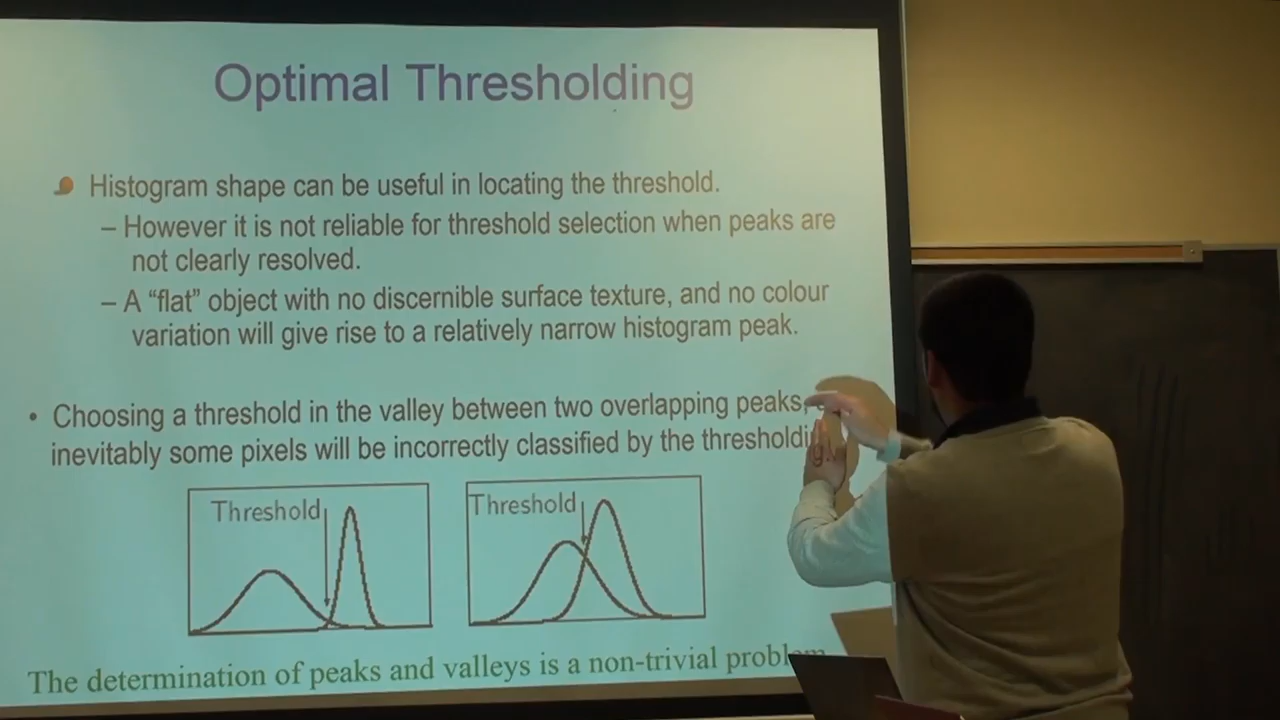 Optimal Thresholding
Histogram shape can be useful in locating the threshold.
– However it is not reliable for threshold selection when peaks are
not clearly resolved.
– A “flat” object with no discernible surface texture, and no colour
variation will give rise to a relatively narrow histogram peak.
• Choosing a threshold in the valley between two overlapping peaks,
inevitably some pixels will be incorrectly classified by the thresholding.
Threshold
Threshold
The determination of peaks and valleys is a non-trivial problem